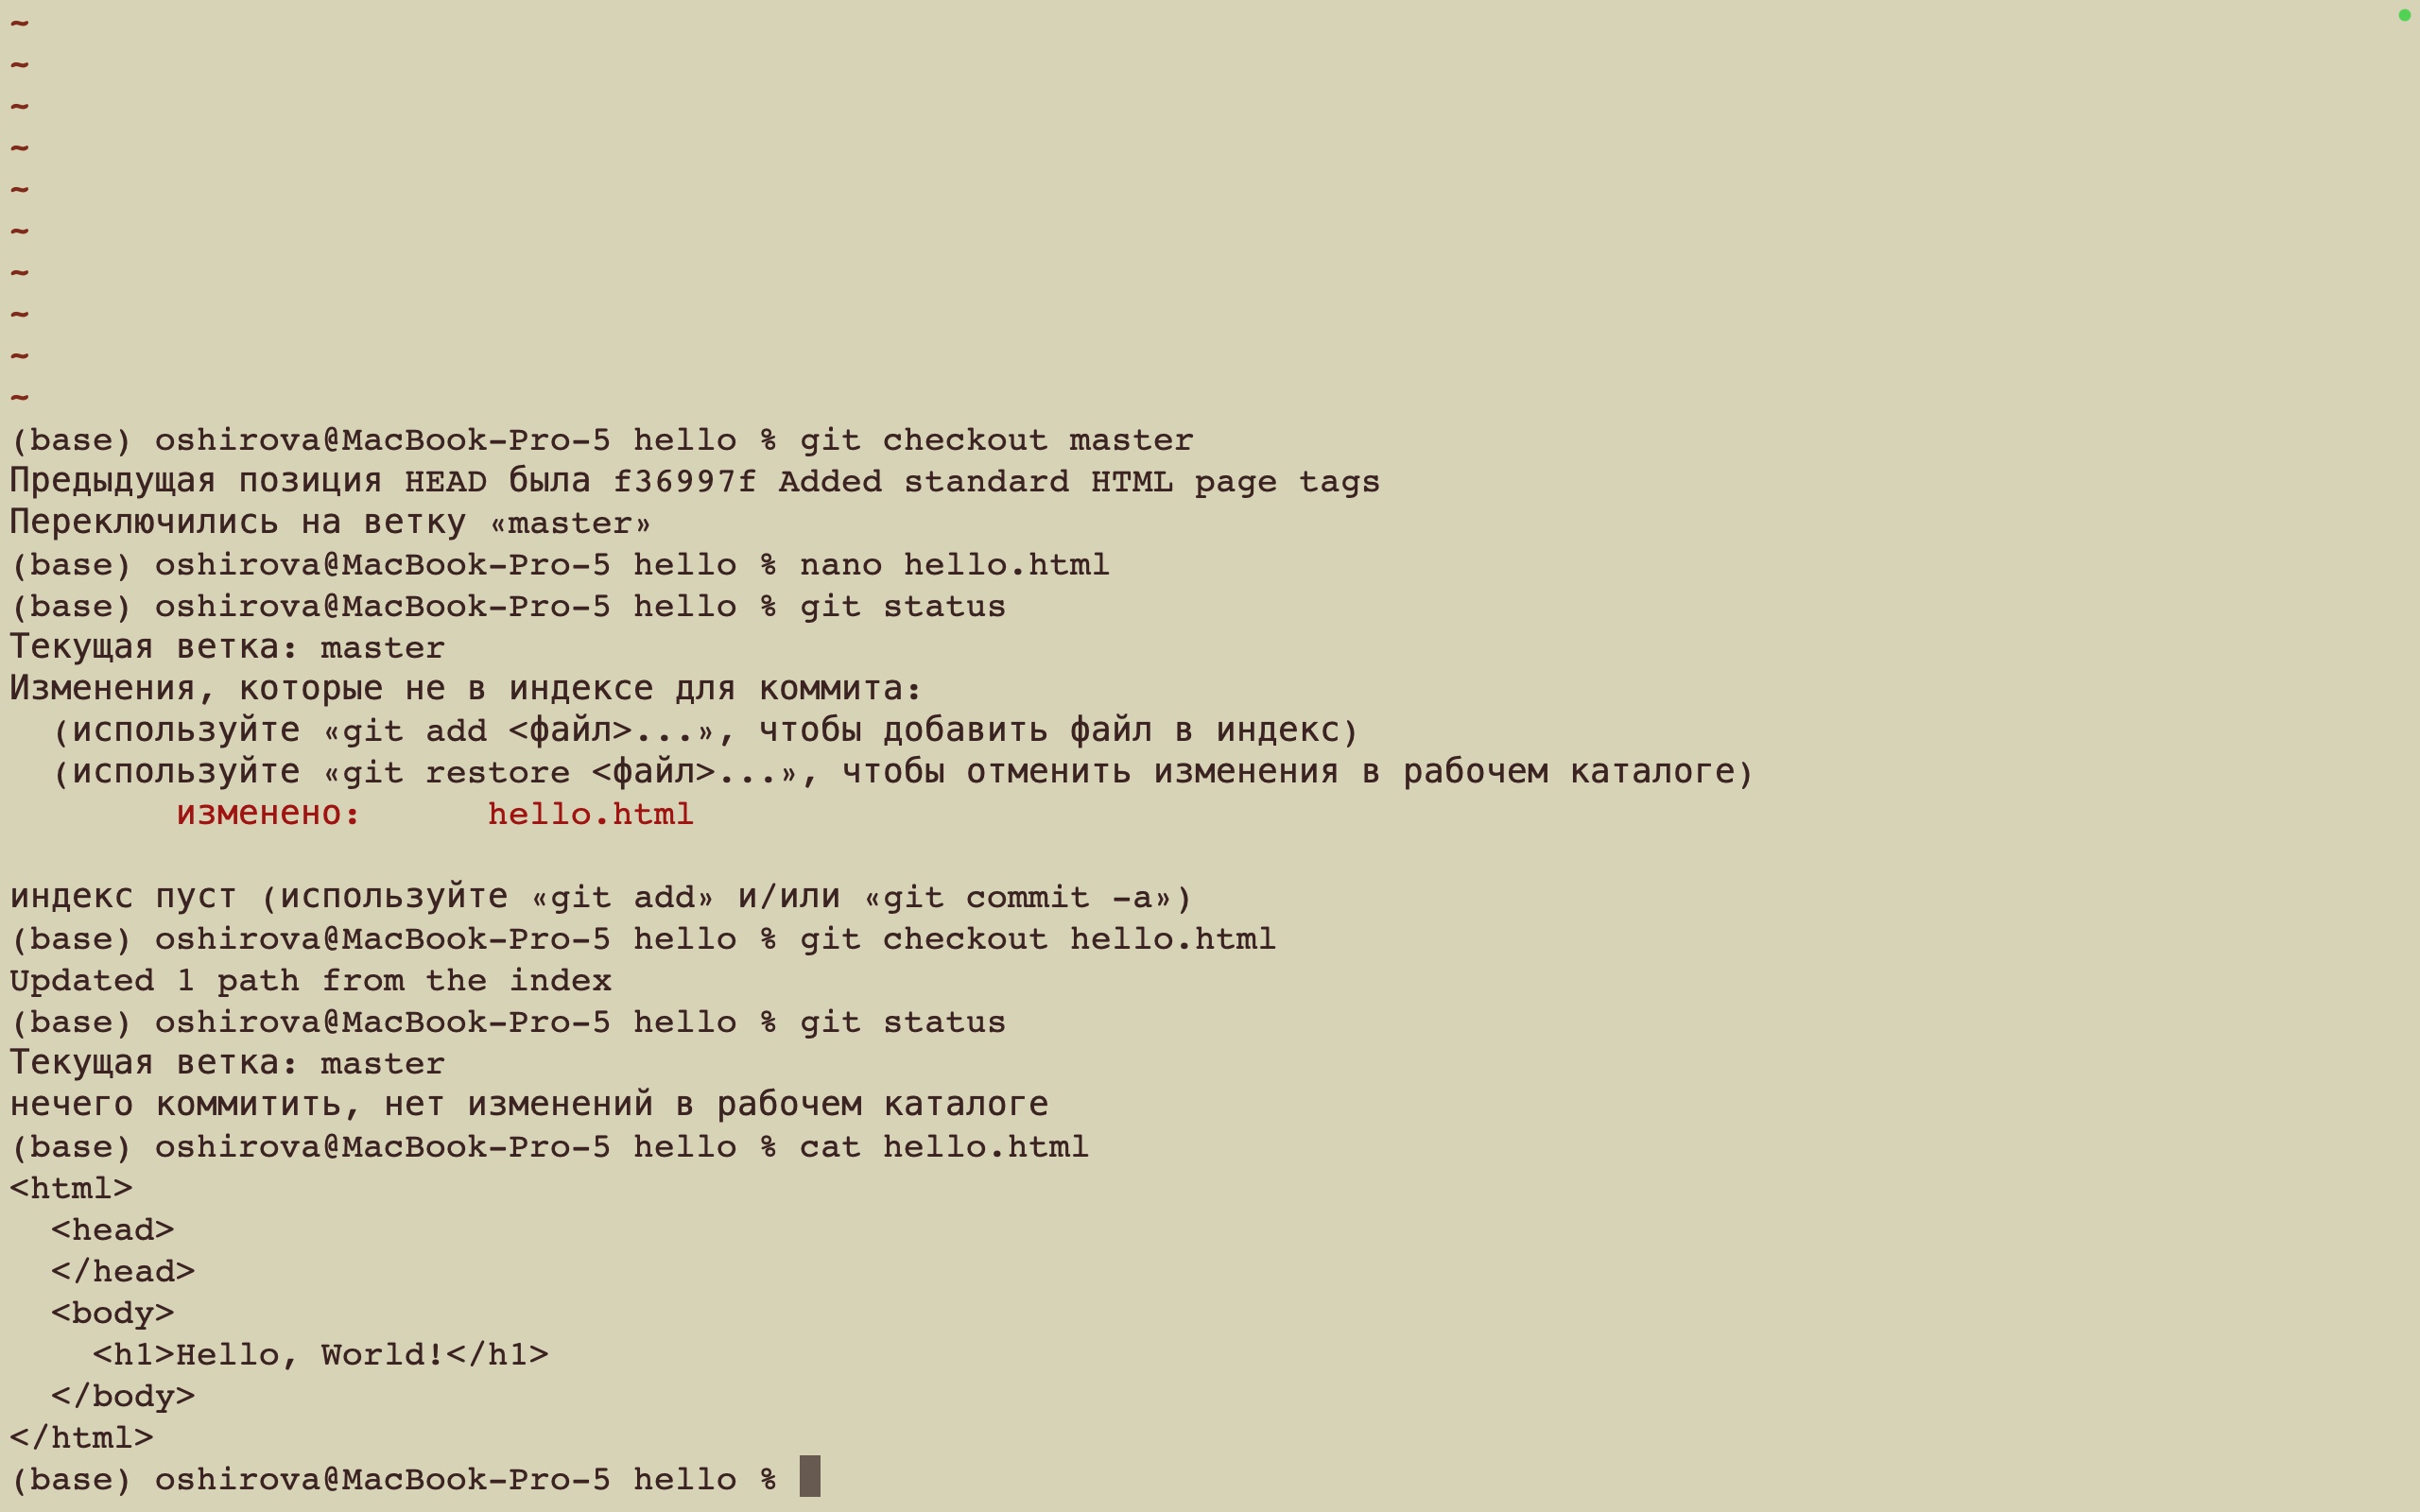 ~
~
~
~
~
~
~
~
~
~
(base) oshirova@MacBook-Pro-5 hello % git checkout master
Предыдущая позиция HEAD была f36997f Added standard HTML page tags
Переключились на ветку «master»
(base) oshirova@MacBook-Pro-5 hello % nano hello.html
(base) oshirova@MacBook-Pro-5 hello % git status
Текущая ветка: master
Изменения, которые не в индексе для коммита:
  (используйте «git add <файл>...», чтобы добавить файл в индекс)
  (используйте «git restore <файл>...», чтобы отменить изменения в рабочем каталоге)
        изменено:      hello.html

индекс пуст (используйте «git add» и/или «git commit -a»)
(base) oshirova@MacBook-Pro-5 hello % git checkout hello.html
Updated 1 path from the index
(base) oshirova@MacBook-Pro-5 hello % git status
Текущая ветка: master
нечего коммитить, нет изменений в рабочем каталоге
(base) oshirova@MacBook-Pro-5 hello % cat hello.html
<html>
  <head>
  </head>
  <body>
    <h1>Hello, World!</h1>
  </body>
</html>
(base) oshirova@MacBook-Pro-5 hello %